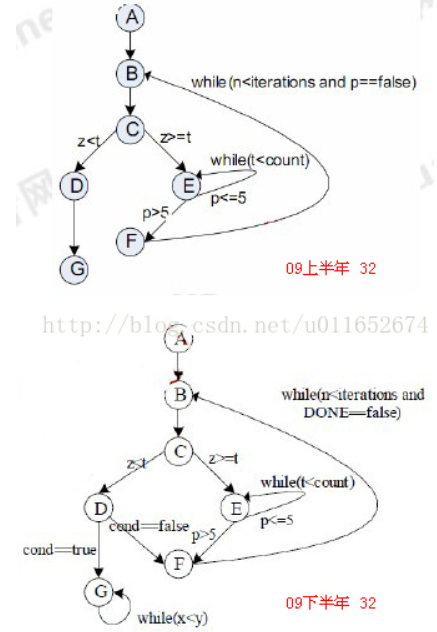 A
B
while(n<iterations and p==false)
C
z<t
z>=t
while(t<count)
D
E
p<=5
p>5
F
G
09上半年 32
http://blog.csdn.net/u011652674
A
B
while(n<iterations and
DONE==false)
C
z<t
z>=t
while(t<count)
D
E
cond==false
p>5
p<=5
cond==true
F
G
while(x<y)
09下半年 32